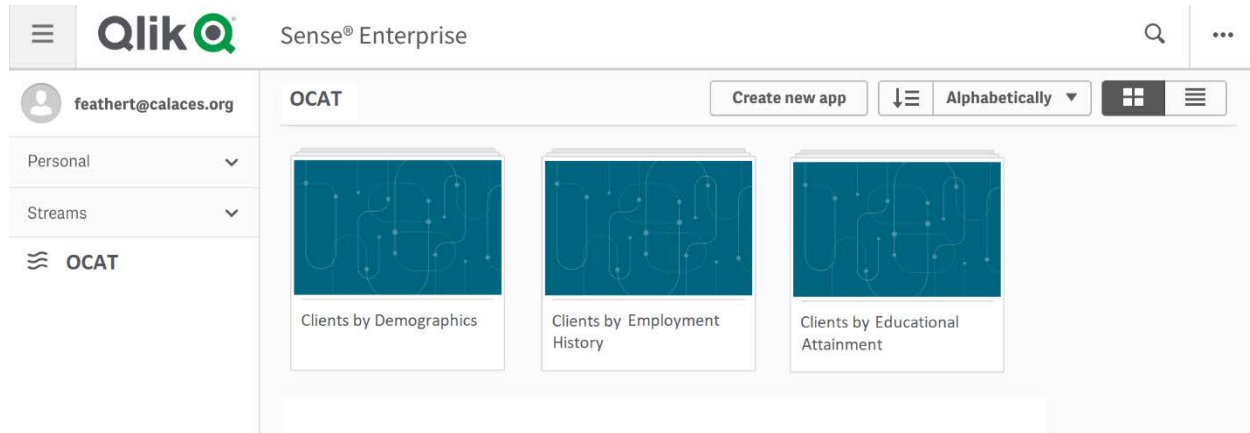 Qlik Sense® Enterprise
feathert@calaces.org
OCAT
Create new app
Alphabetically
Personal
Streams
OCAT
Clients by Demographics
Clients by Employment
History
Clients by Educational
Attainment